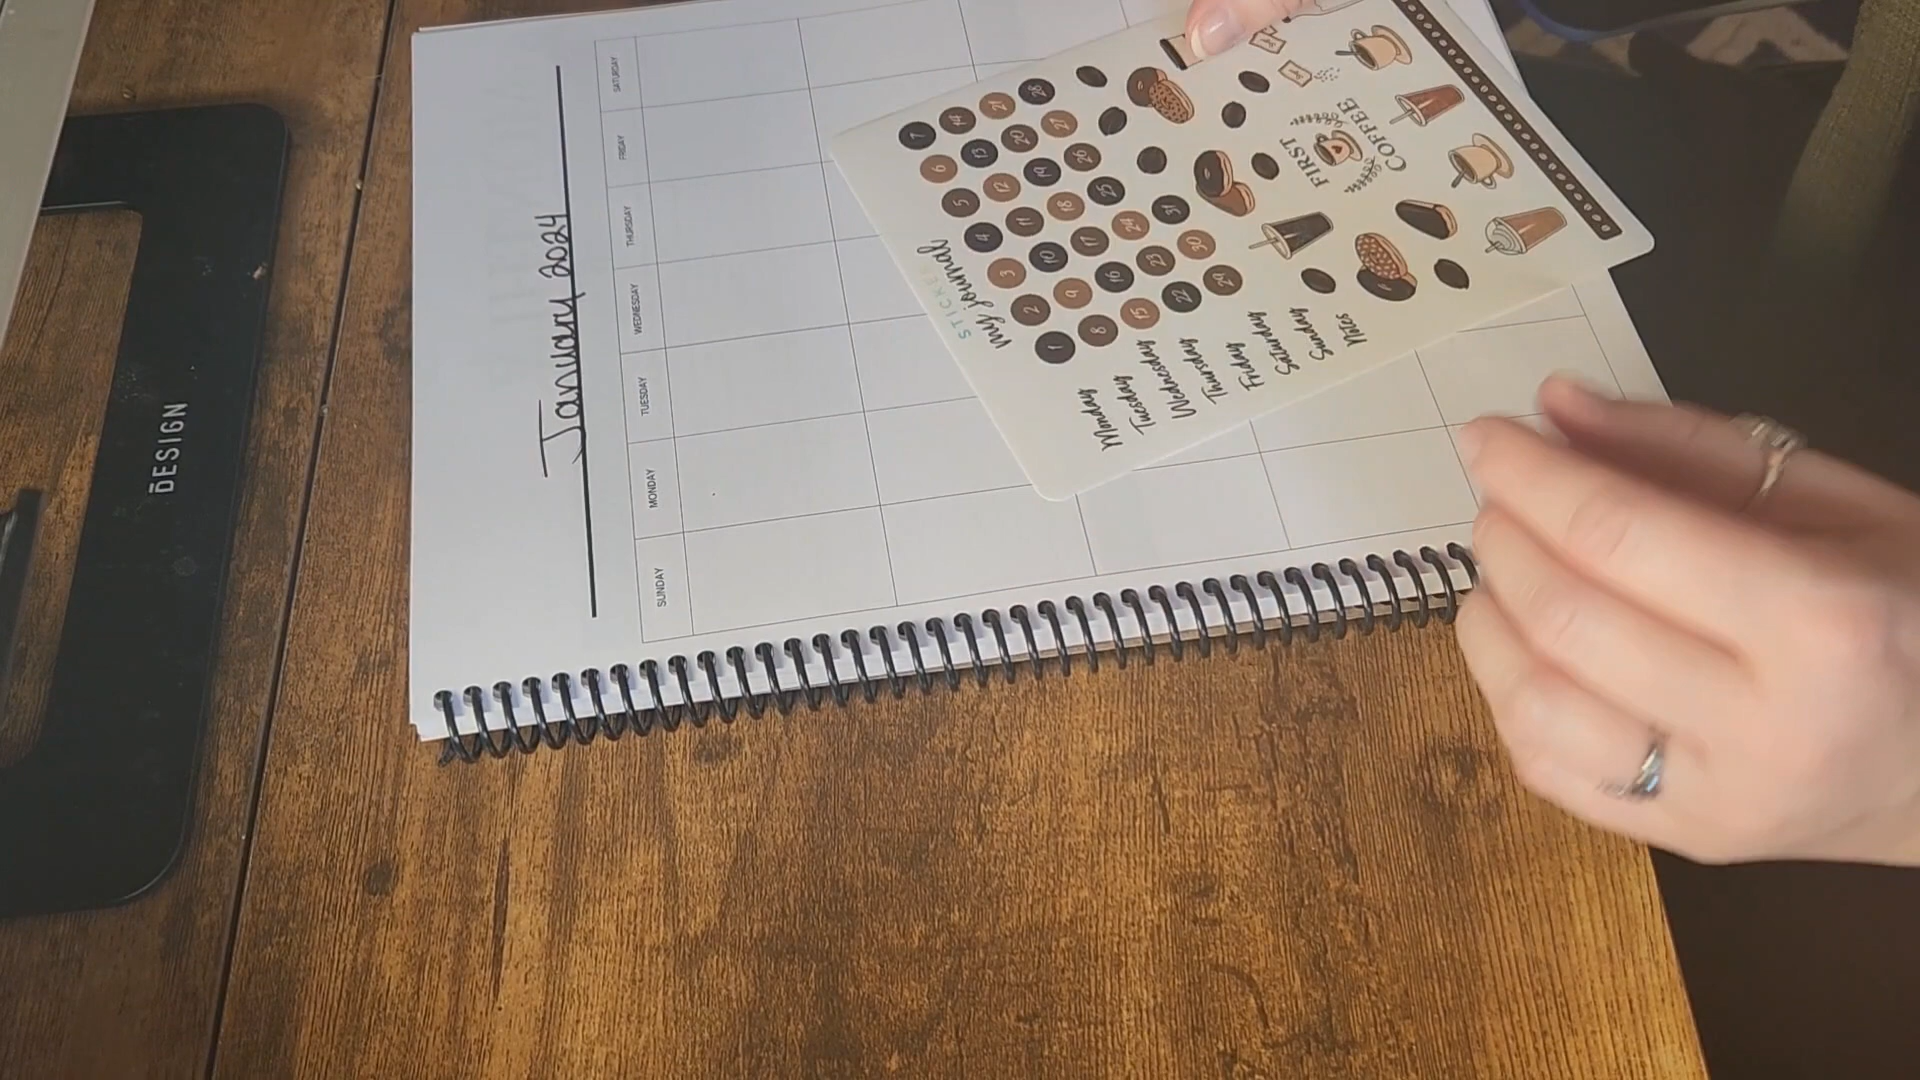 DESIGN
January 2024
SUNDAY MONDAY TUESDAY WEDNESDAY THURSDAY FRIDAY SATURDAY
STICKE
my journal
1 2 3 4 5 6 7
8 9 10 11 12 13 14
15 16 17 18 19 20 21
22 23 24 25 26 27 28
29 30 31
Monday
Tuesday
Wednesday
Thursday
Friday
Saturday
Sunday
Notes
FIRST
COFFEE